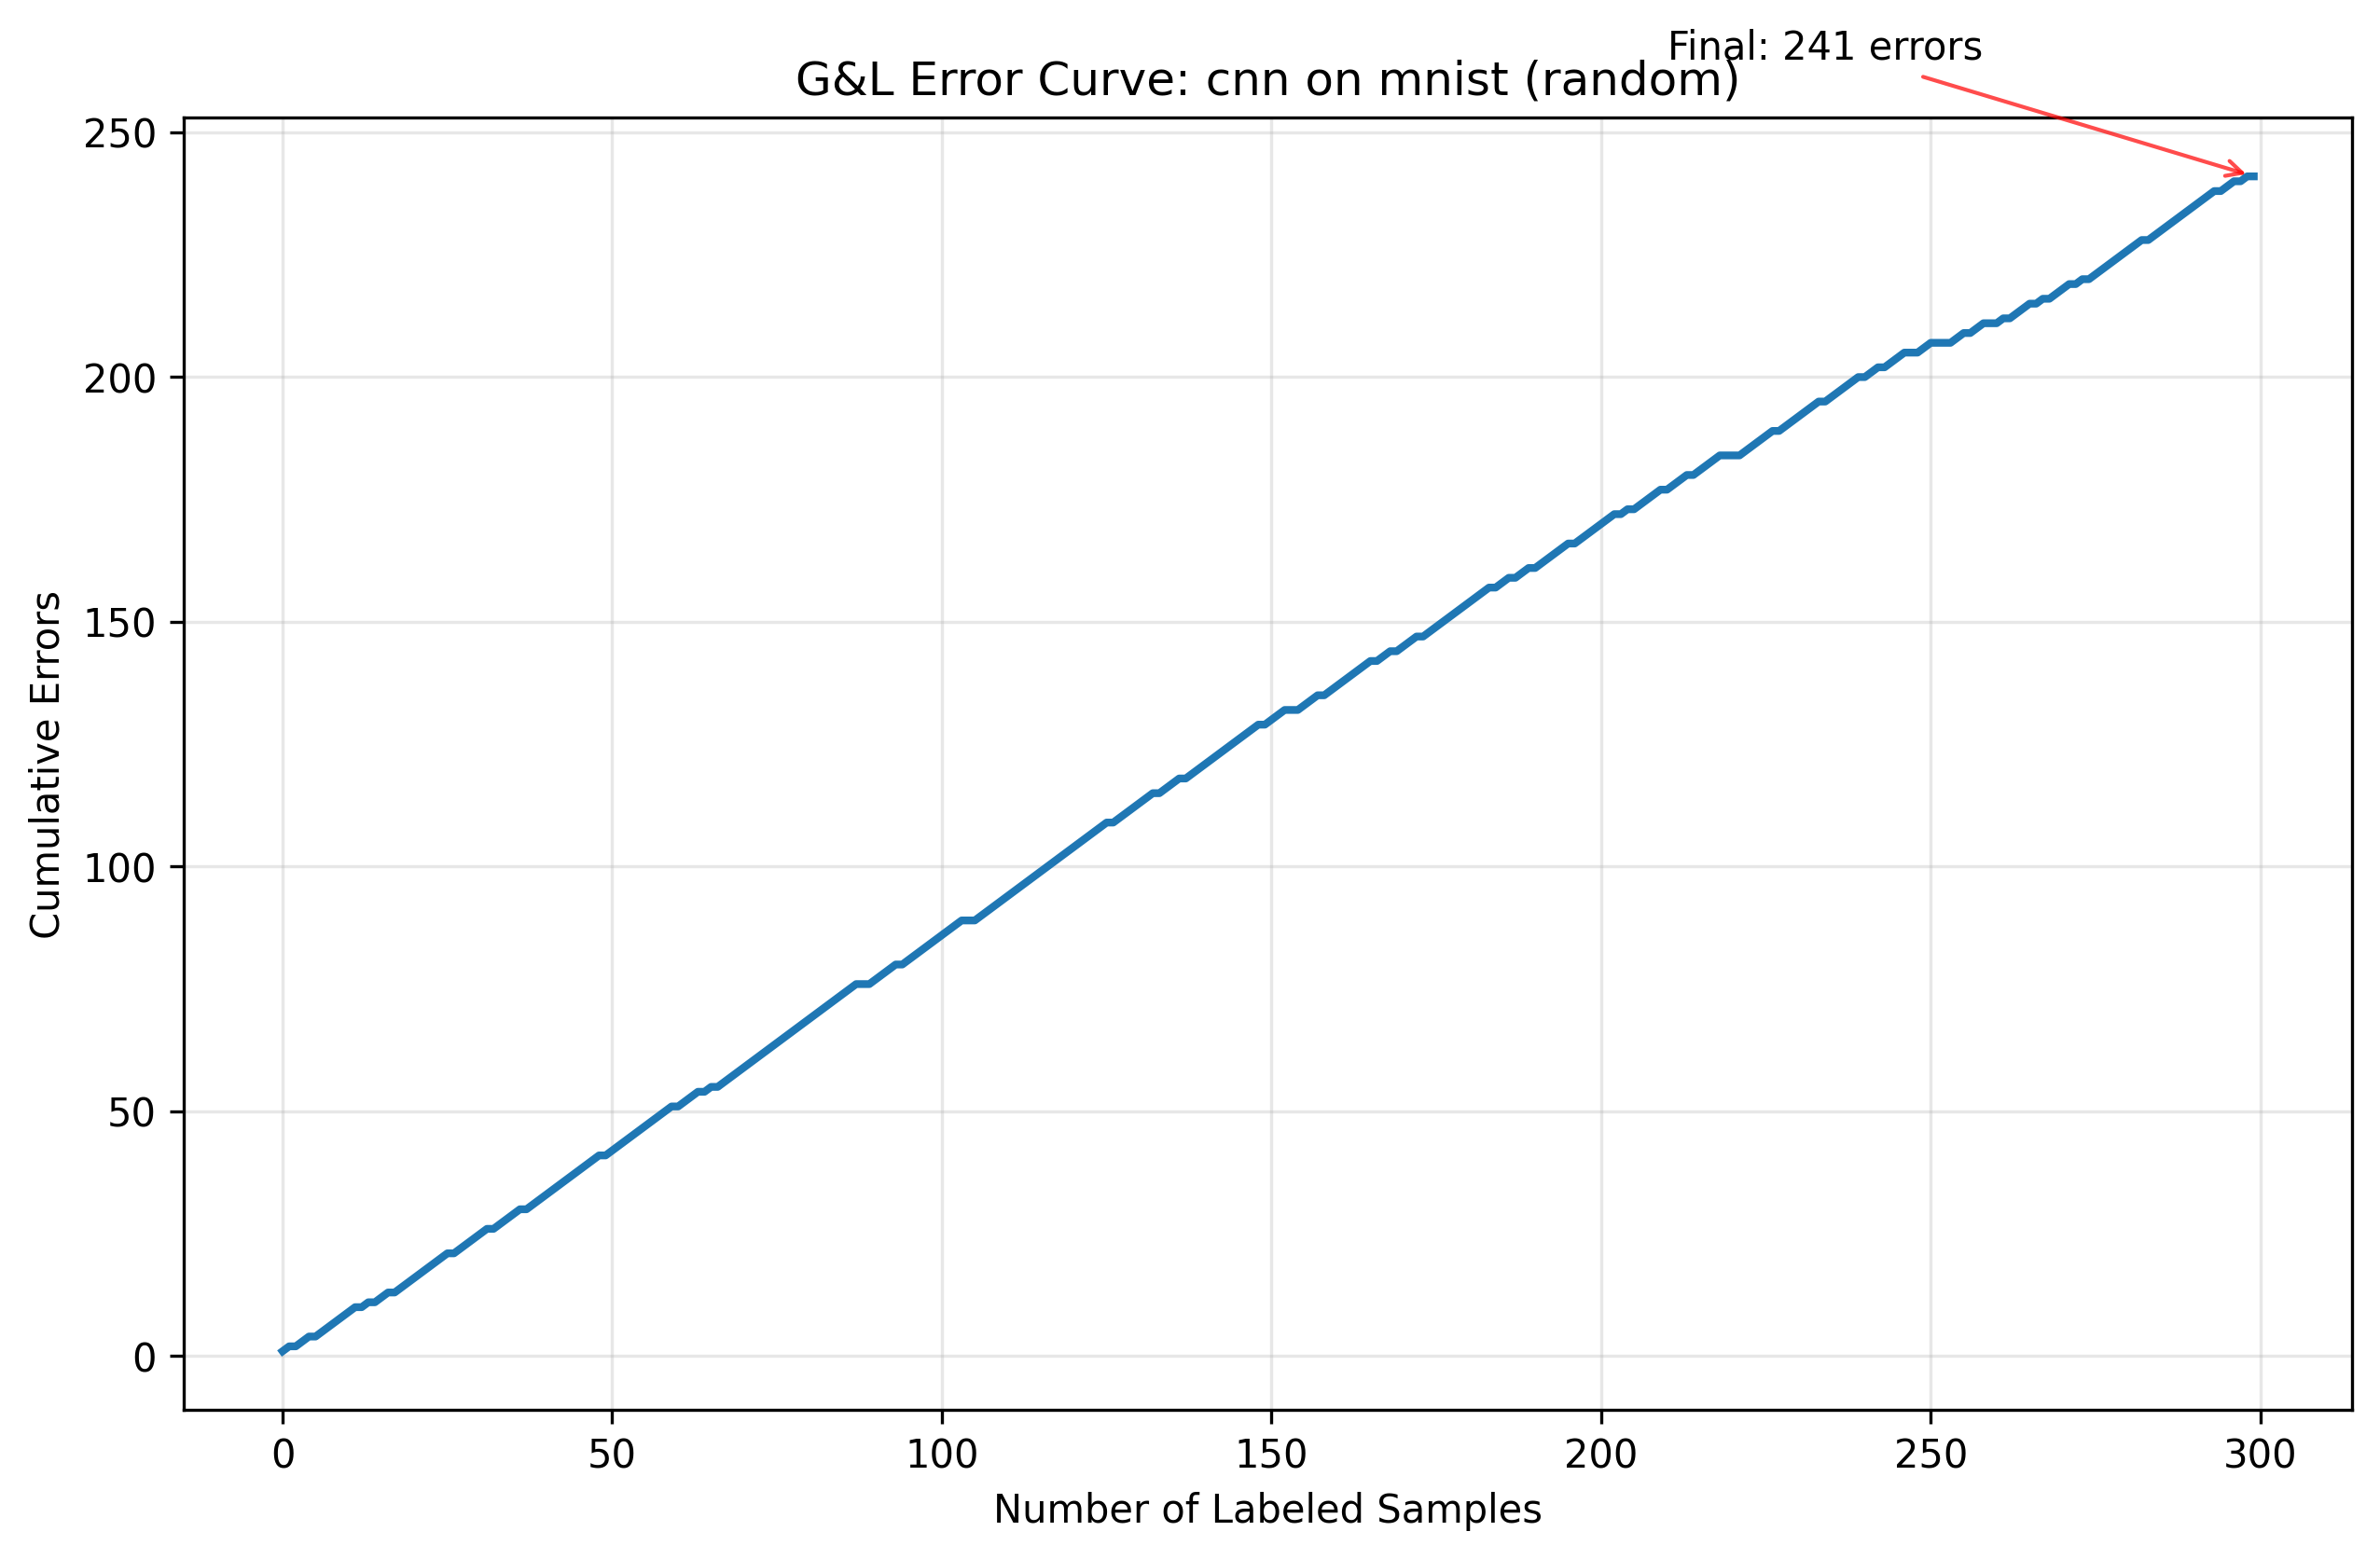 Final: 241 errors
G&L Error Curve: cnn on mnist (random)
250
200
150
100
50
0
Cumulative Errors
0 50 100 150 200 250 300
Number of Labeled Samples